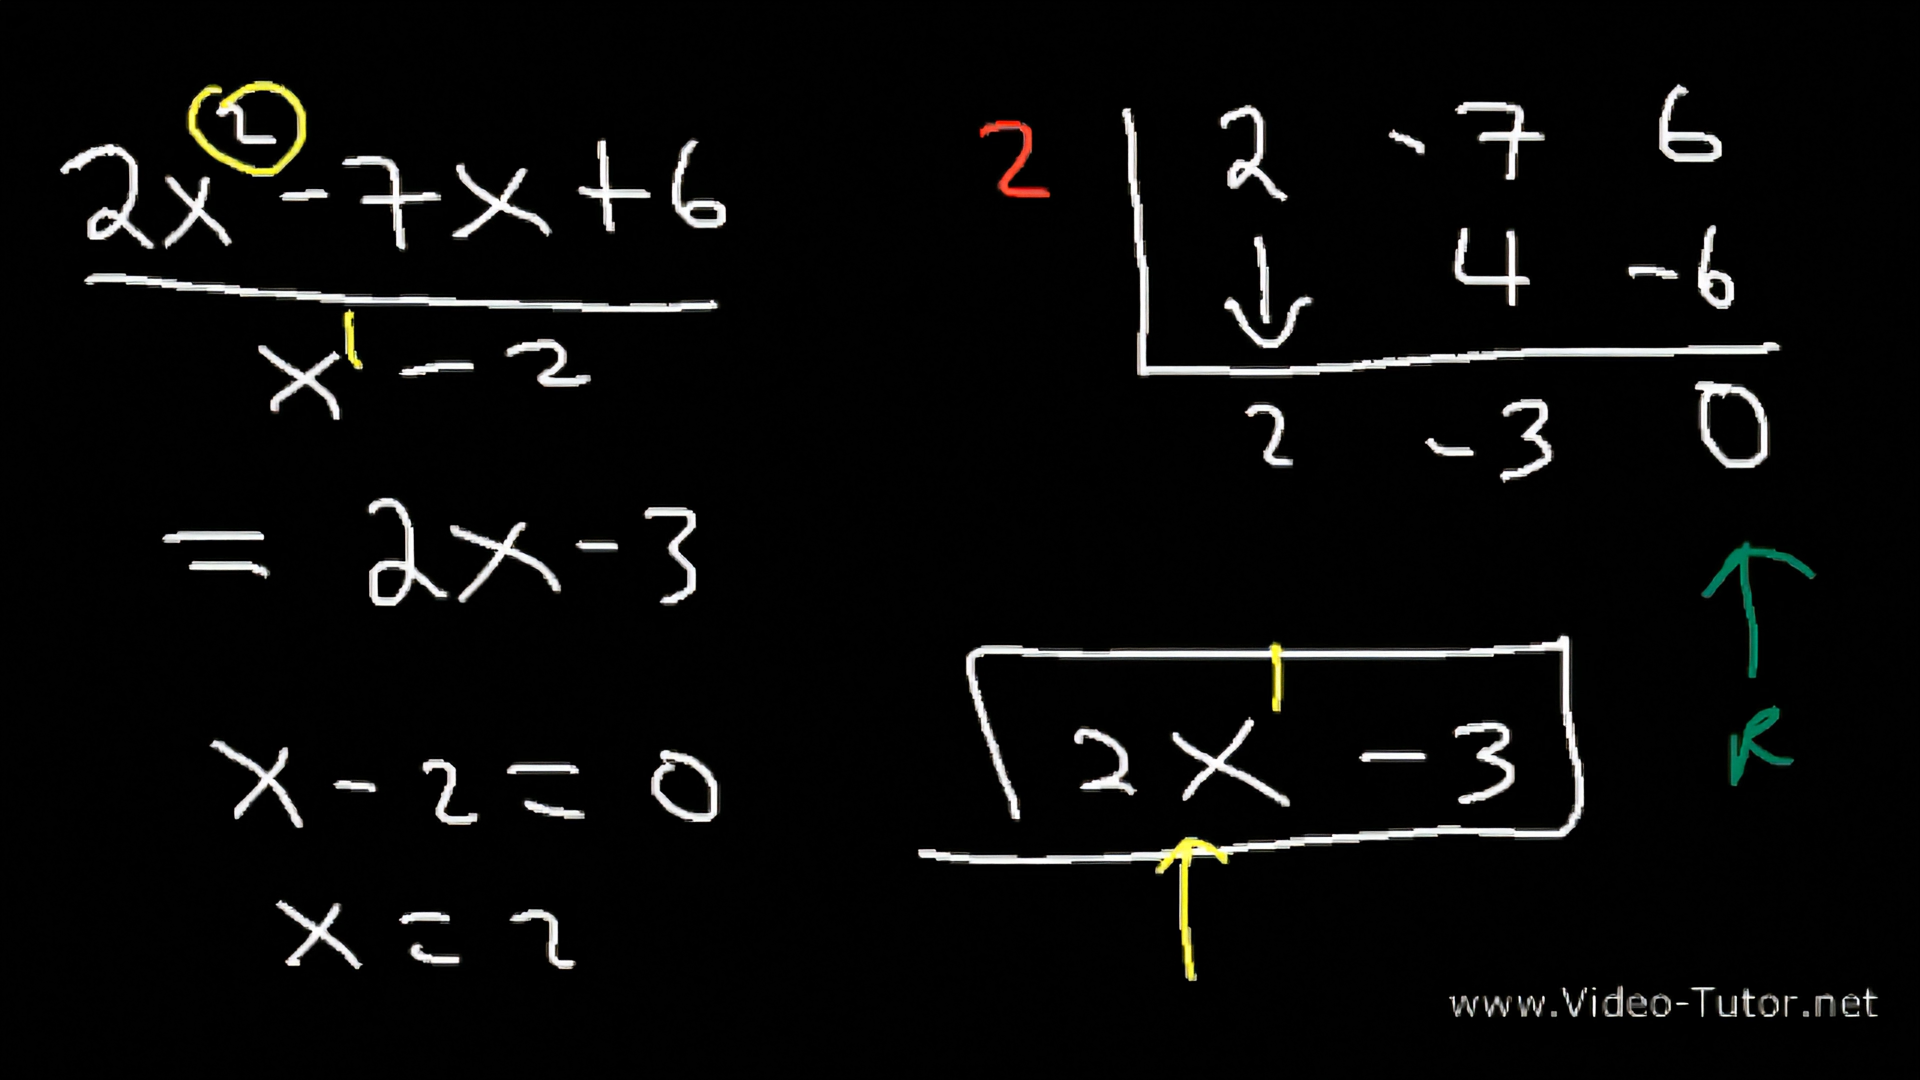 2x² - 7x + 6
x¹ - 2
= 2x - 3
x - 2 = 0
x = 2
2 | 2 - 7 6
↓ 4 - 6
2 - 3 0
↑
R
2x¹ - 3
↑
www.Video-Tutor.net